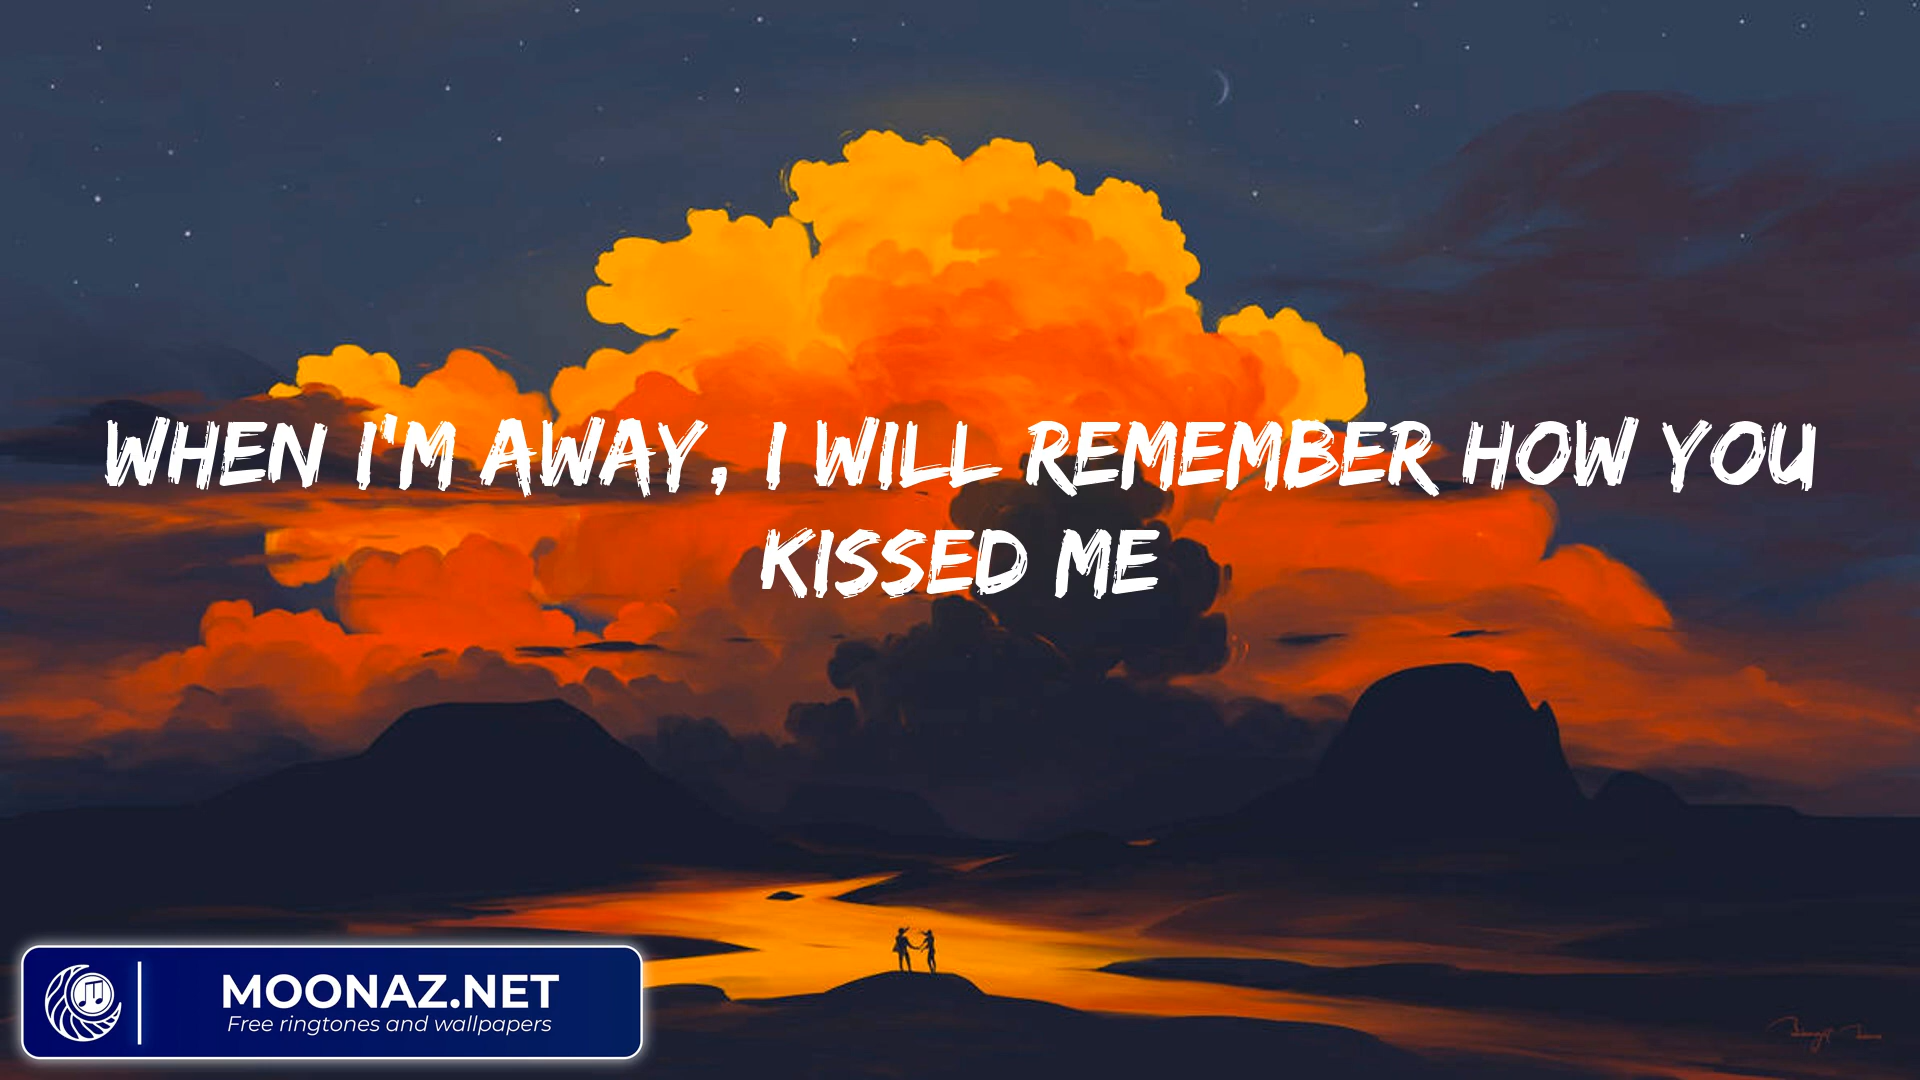 WHEN I'M AWAY, I WILL REMEMBER HOW YOU
KISSED ME
MOONAZ.NET
Free ringtones and wallpapers